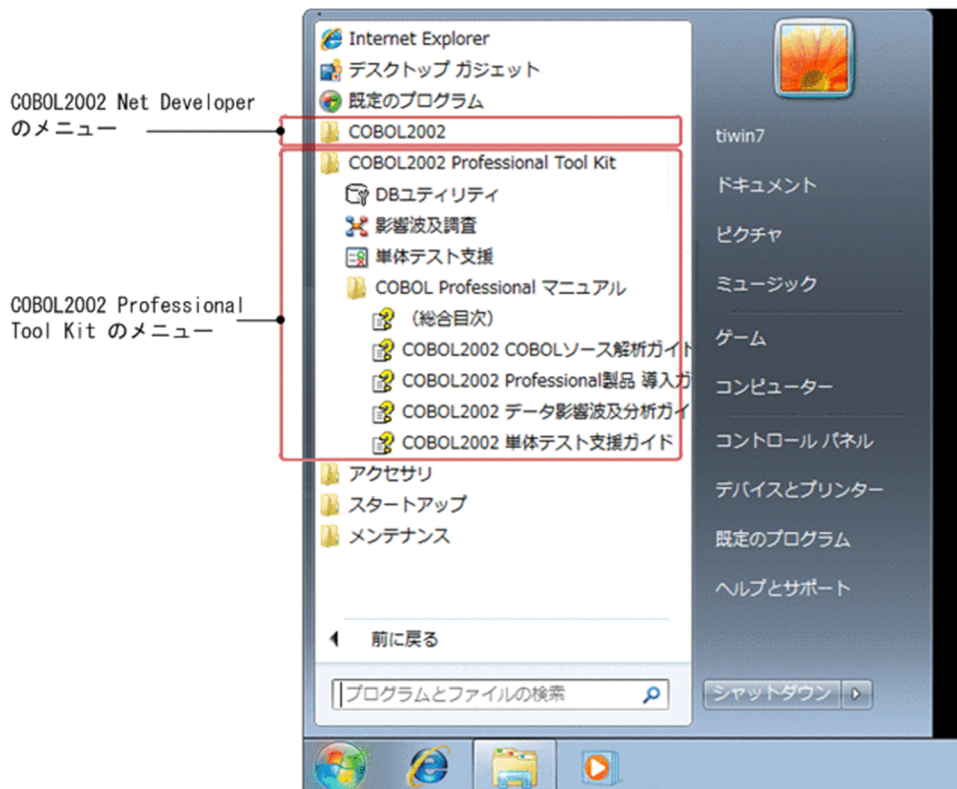 COBOL2002 Net Developer
のメニュー
COBOL2002 Professional
Tool Kit のメニュー
Internet Explorer
デスクトップ ガジェット
既定のプログラム
COBOL2002
COBOL2002 Professional Tool Kit
DBユティリティ
影響波及調査
単体テスト支援
COBOL Professional マニュアル
（総合目次）
COBOL2002 COBOLソース解析ガイド
COBOL2002 Professional製品 導入ガ
COBOL2002 データ影響波及分析ガイ
COBOL2002 単体テスト支援ガイド
アクセサリ
スタートアップ
メンテナンス
前に戻る
プログラムとファイルの検索
tiwin7
ドキュメント
ピクチャ
ミュージック
ゲーム
コンピューター
コントロール パネル
デバイスとプリンター
既定のプログラム
ヘルプとサポート
シャットダウン